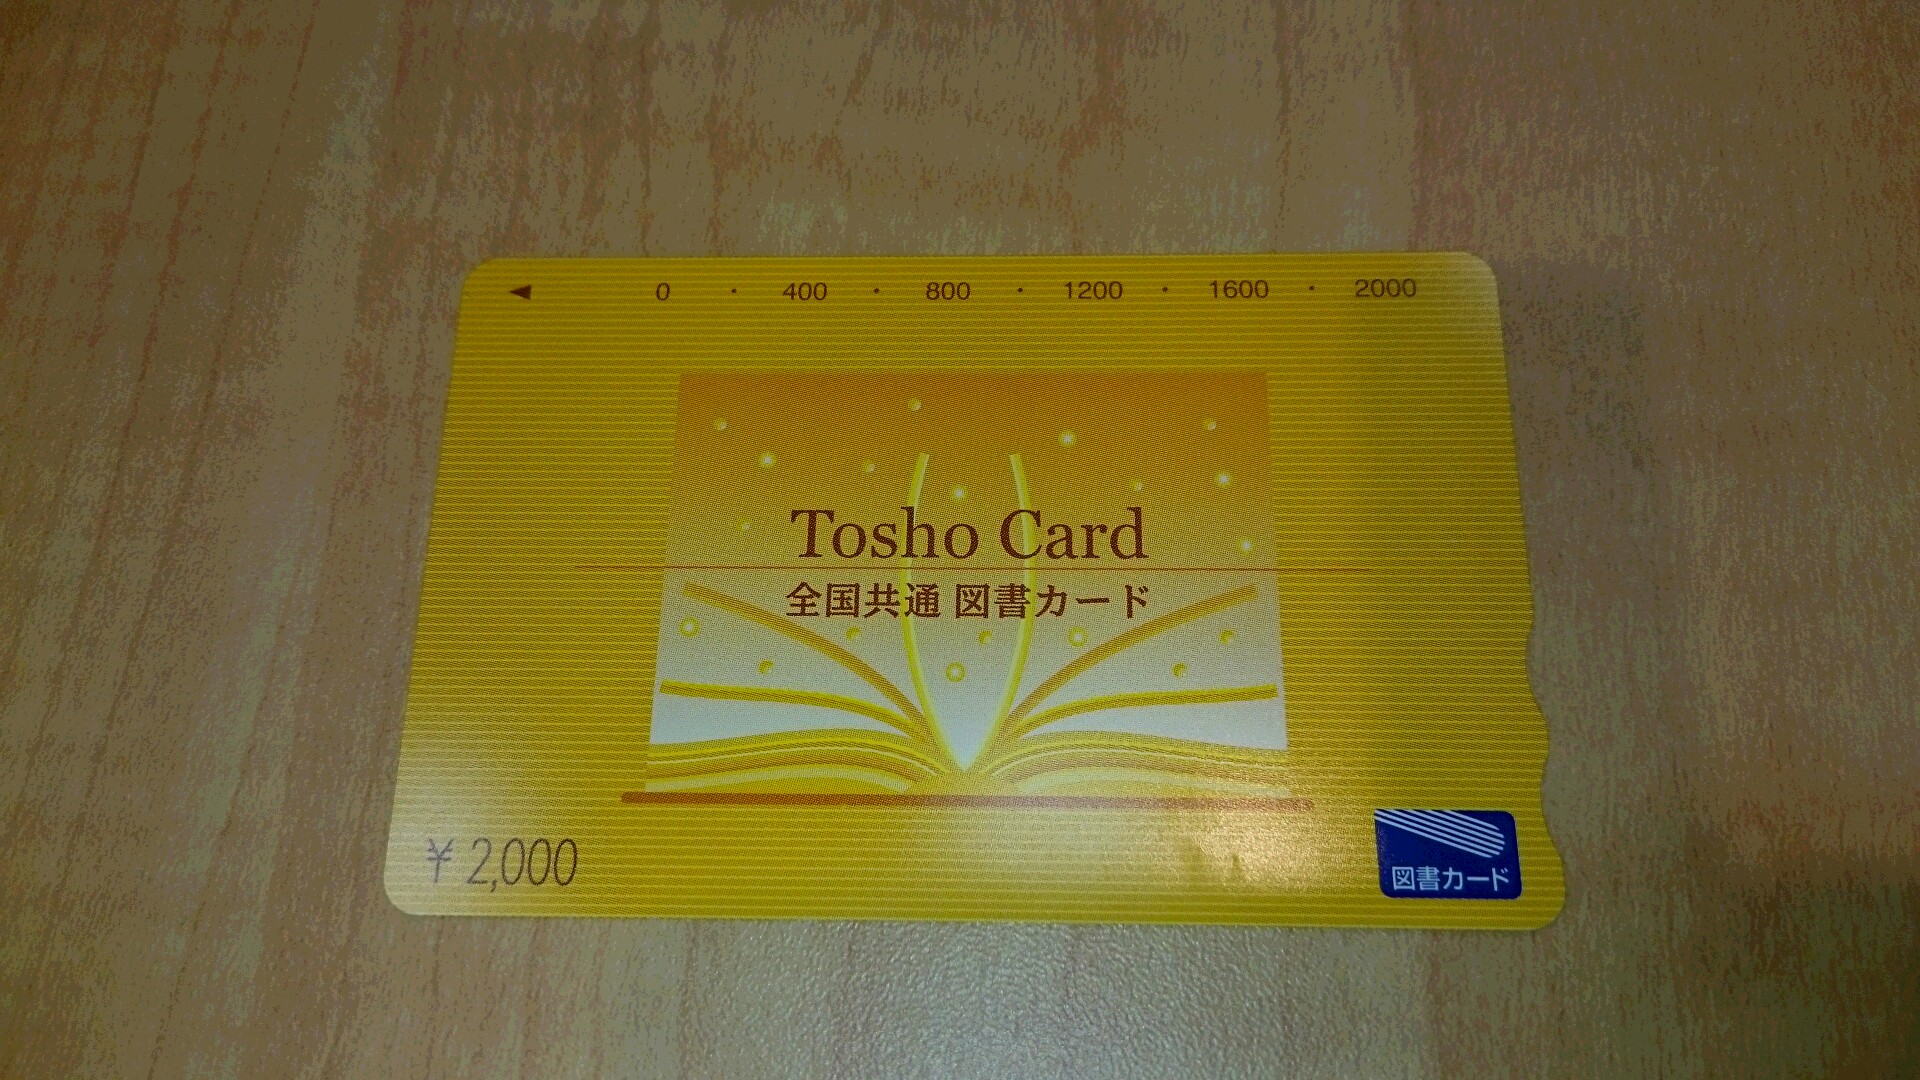 ◀ 0 ・ 400 ・ 800 ・ 1200 ・ 1600 ・ 2000
Tosho Card
全国共通 図書カード
¥ 2,000
図書カード